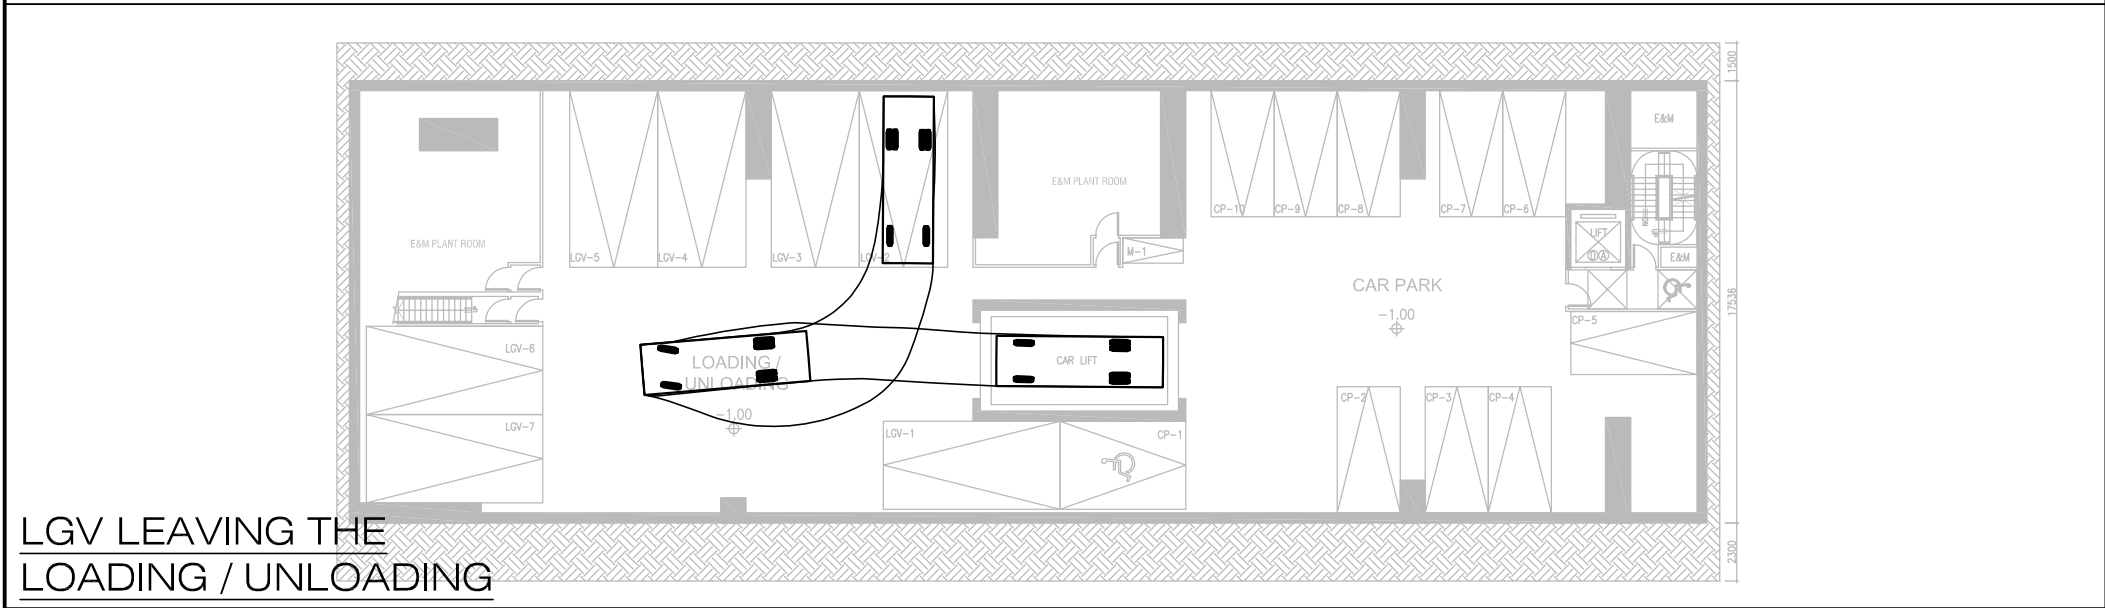 1500
E&M
E&M PLANT ROOM
CP-10
CP-9
CP-8
CP-7
CP-6
LIFT
E&M PLANT ROOM
LGV-5
LGV-4
LGV-3
LGV-2
M-1
E&M
CAR PARK
-1.00
17536
CP-5
LGV-6
LOADING /
UNLOADING
CAR LIFT
-1.00
CP-2
CP-3
CP-4
LGV-7
LGV-1
CP-1
LGV LEAVING THE
LOADING / UNLOADING
2300